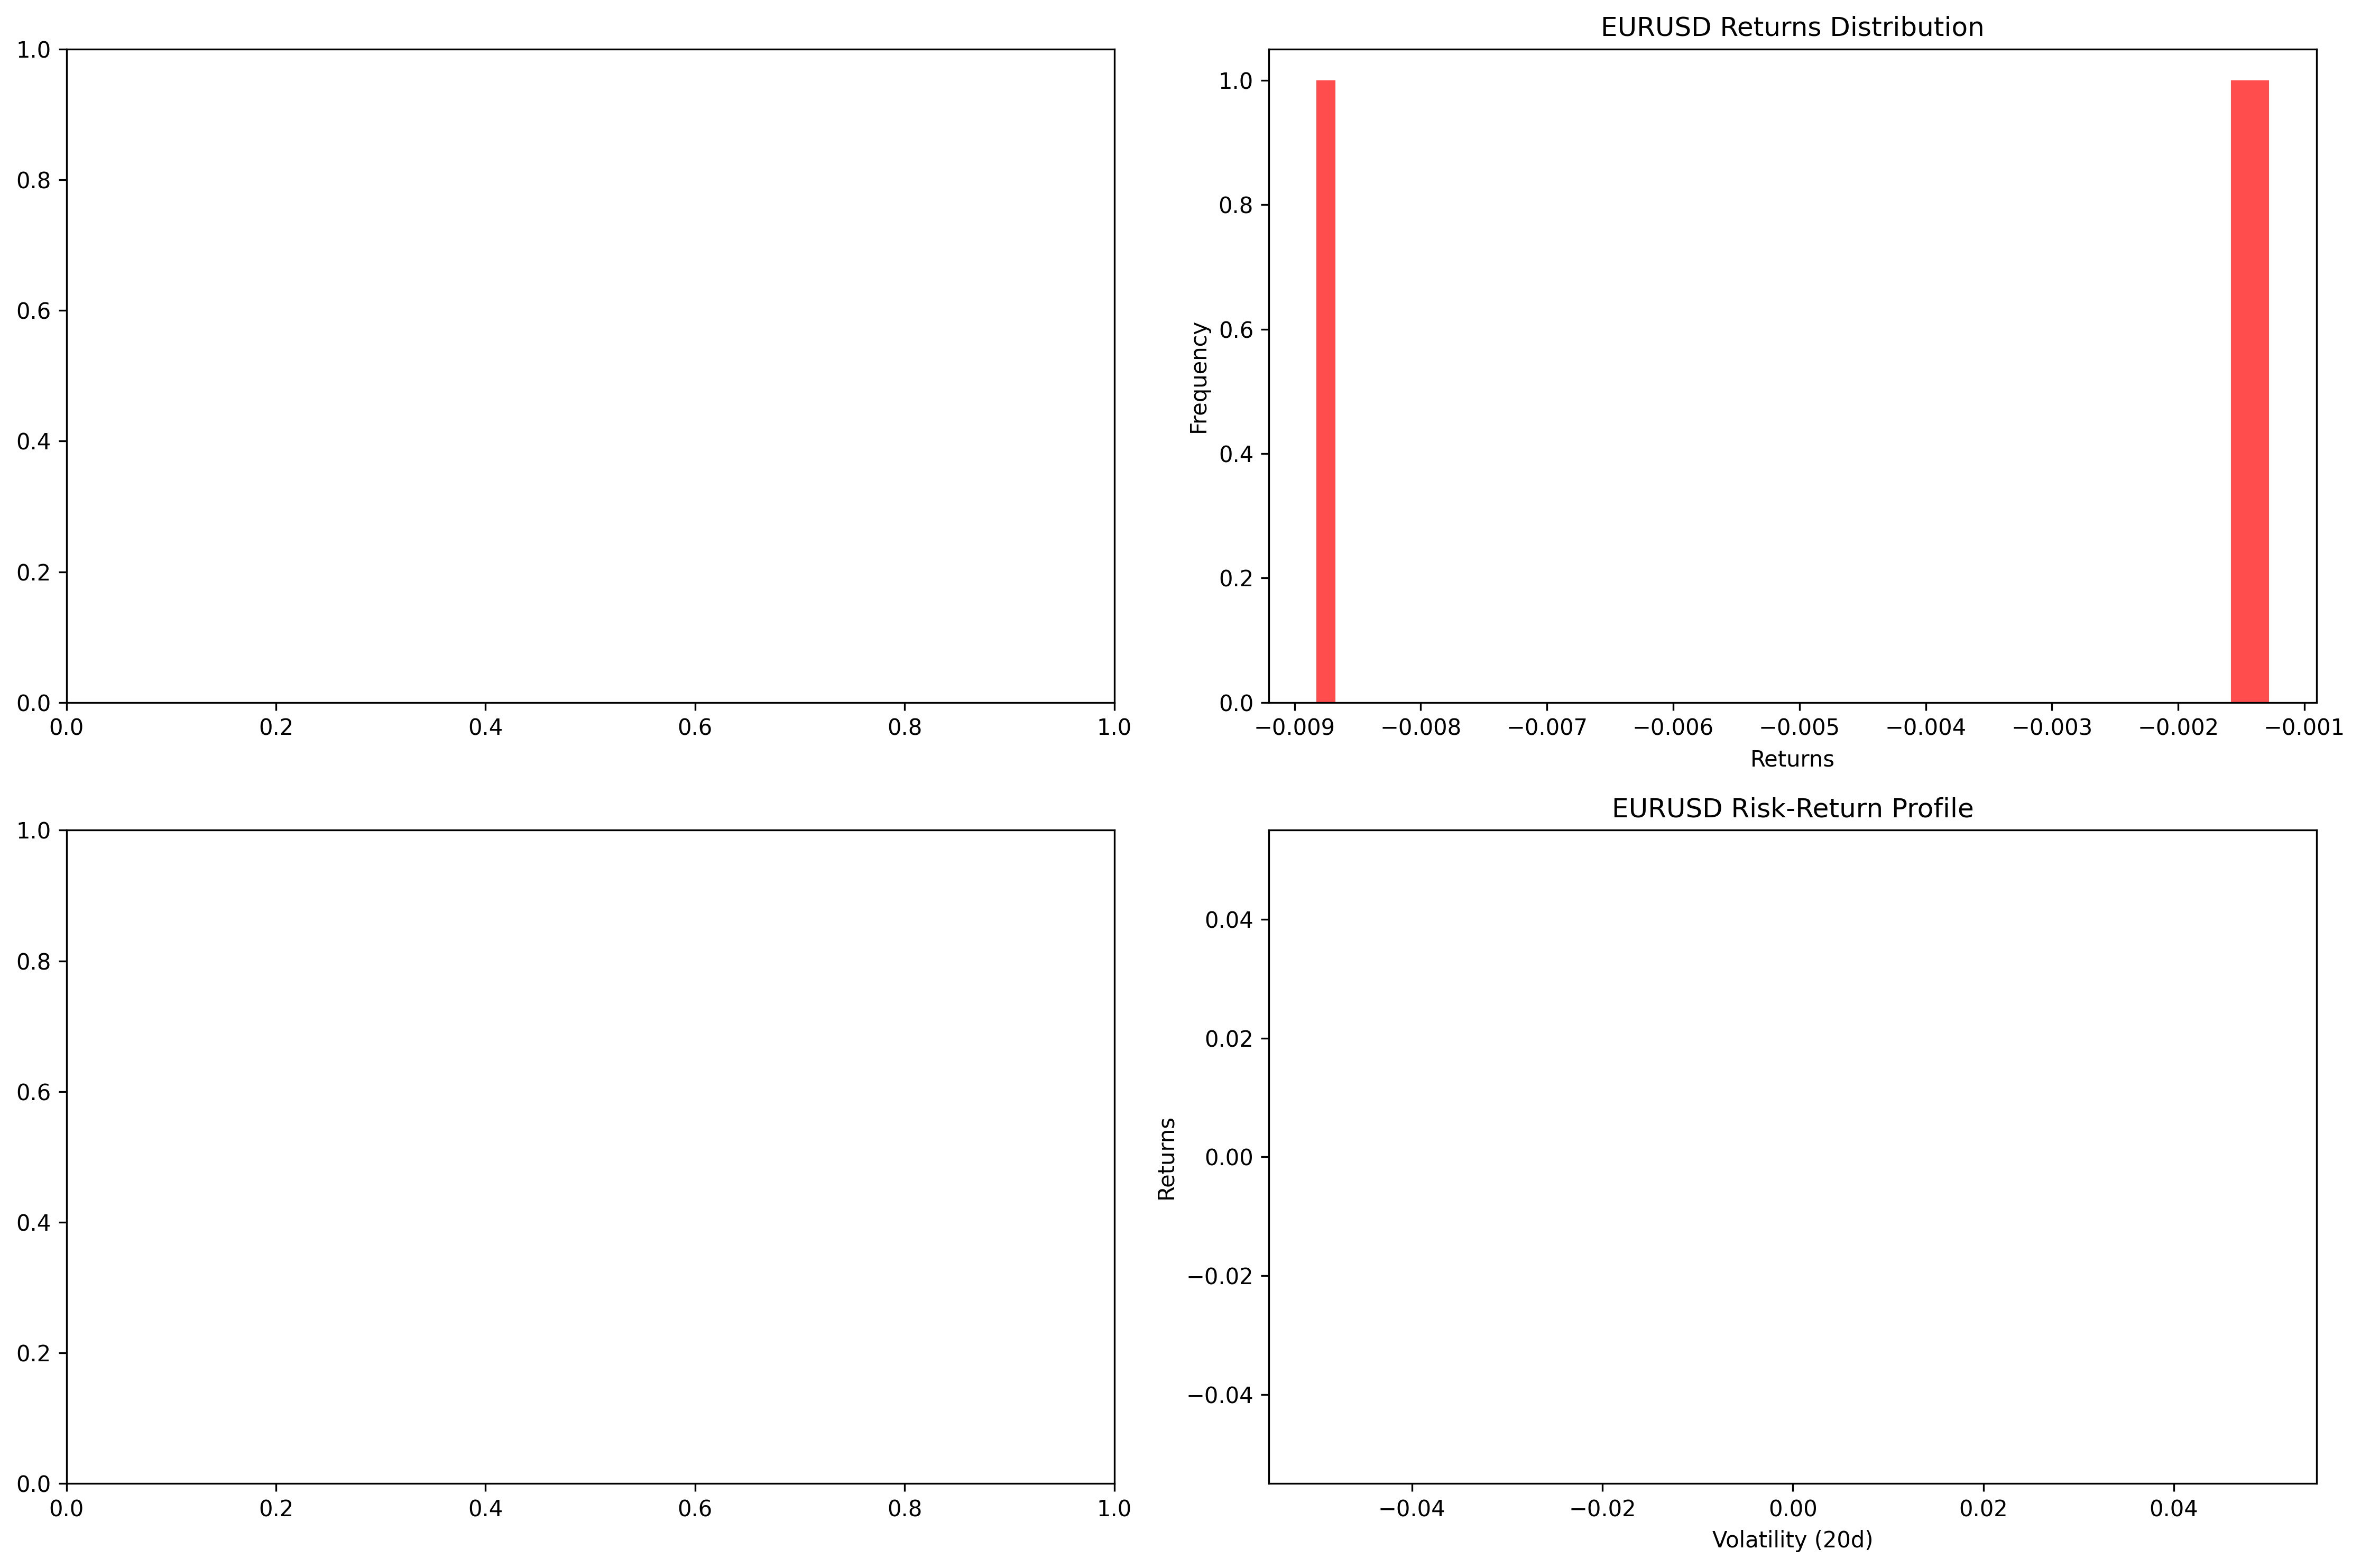 1.0
0.8
0.6
0.4
0.2
0.0
0.0 0.2 0.4 0.6 0.8 1.0
EURUSD Returns Distribution
Frequency
1.0
0.8
0.6
0.4
0.2
0.0
−0.009 −0.008 −0.007 −0.006 −0.005 −0.004 −0.003 −0.002 −0.001
Returns
1.0
0.8
0.6
0.4
0.2
0.0
0.0 0.2 0.4 0.6 0.8 1.0
EURUSD Risk-Return Profile
Returns
0.04
0.02
0.00
−0.02
−0.04
−0.04 −0.02 0.00 0.02 0.04
Volatility (20d)